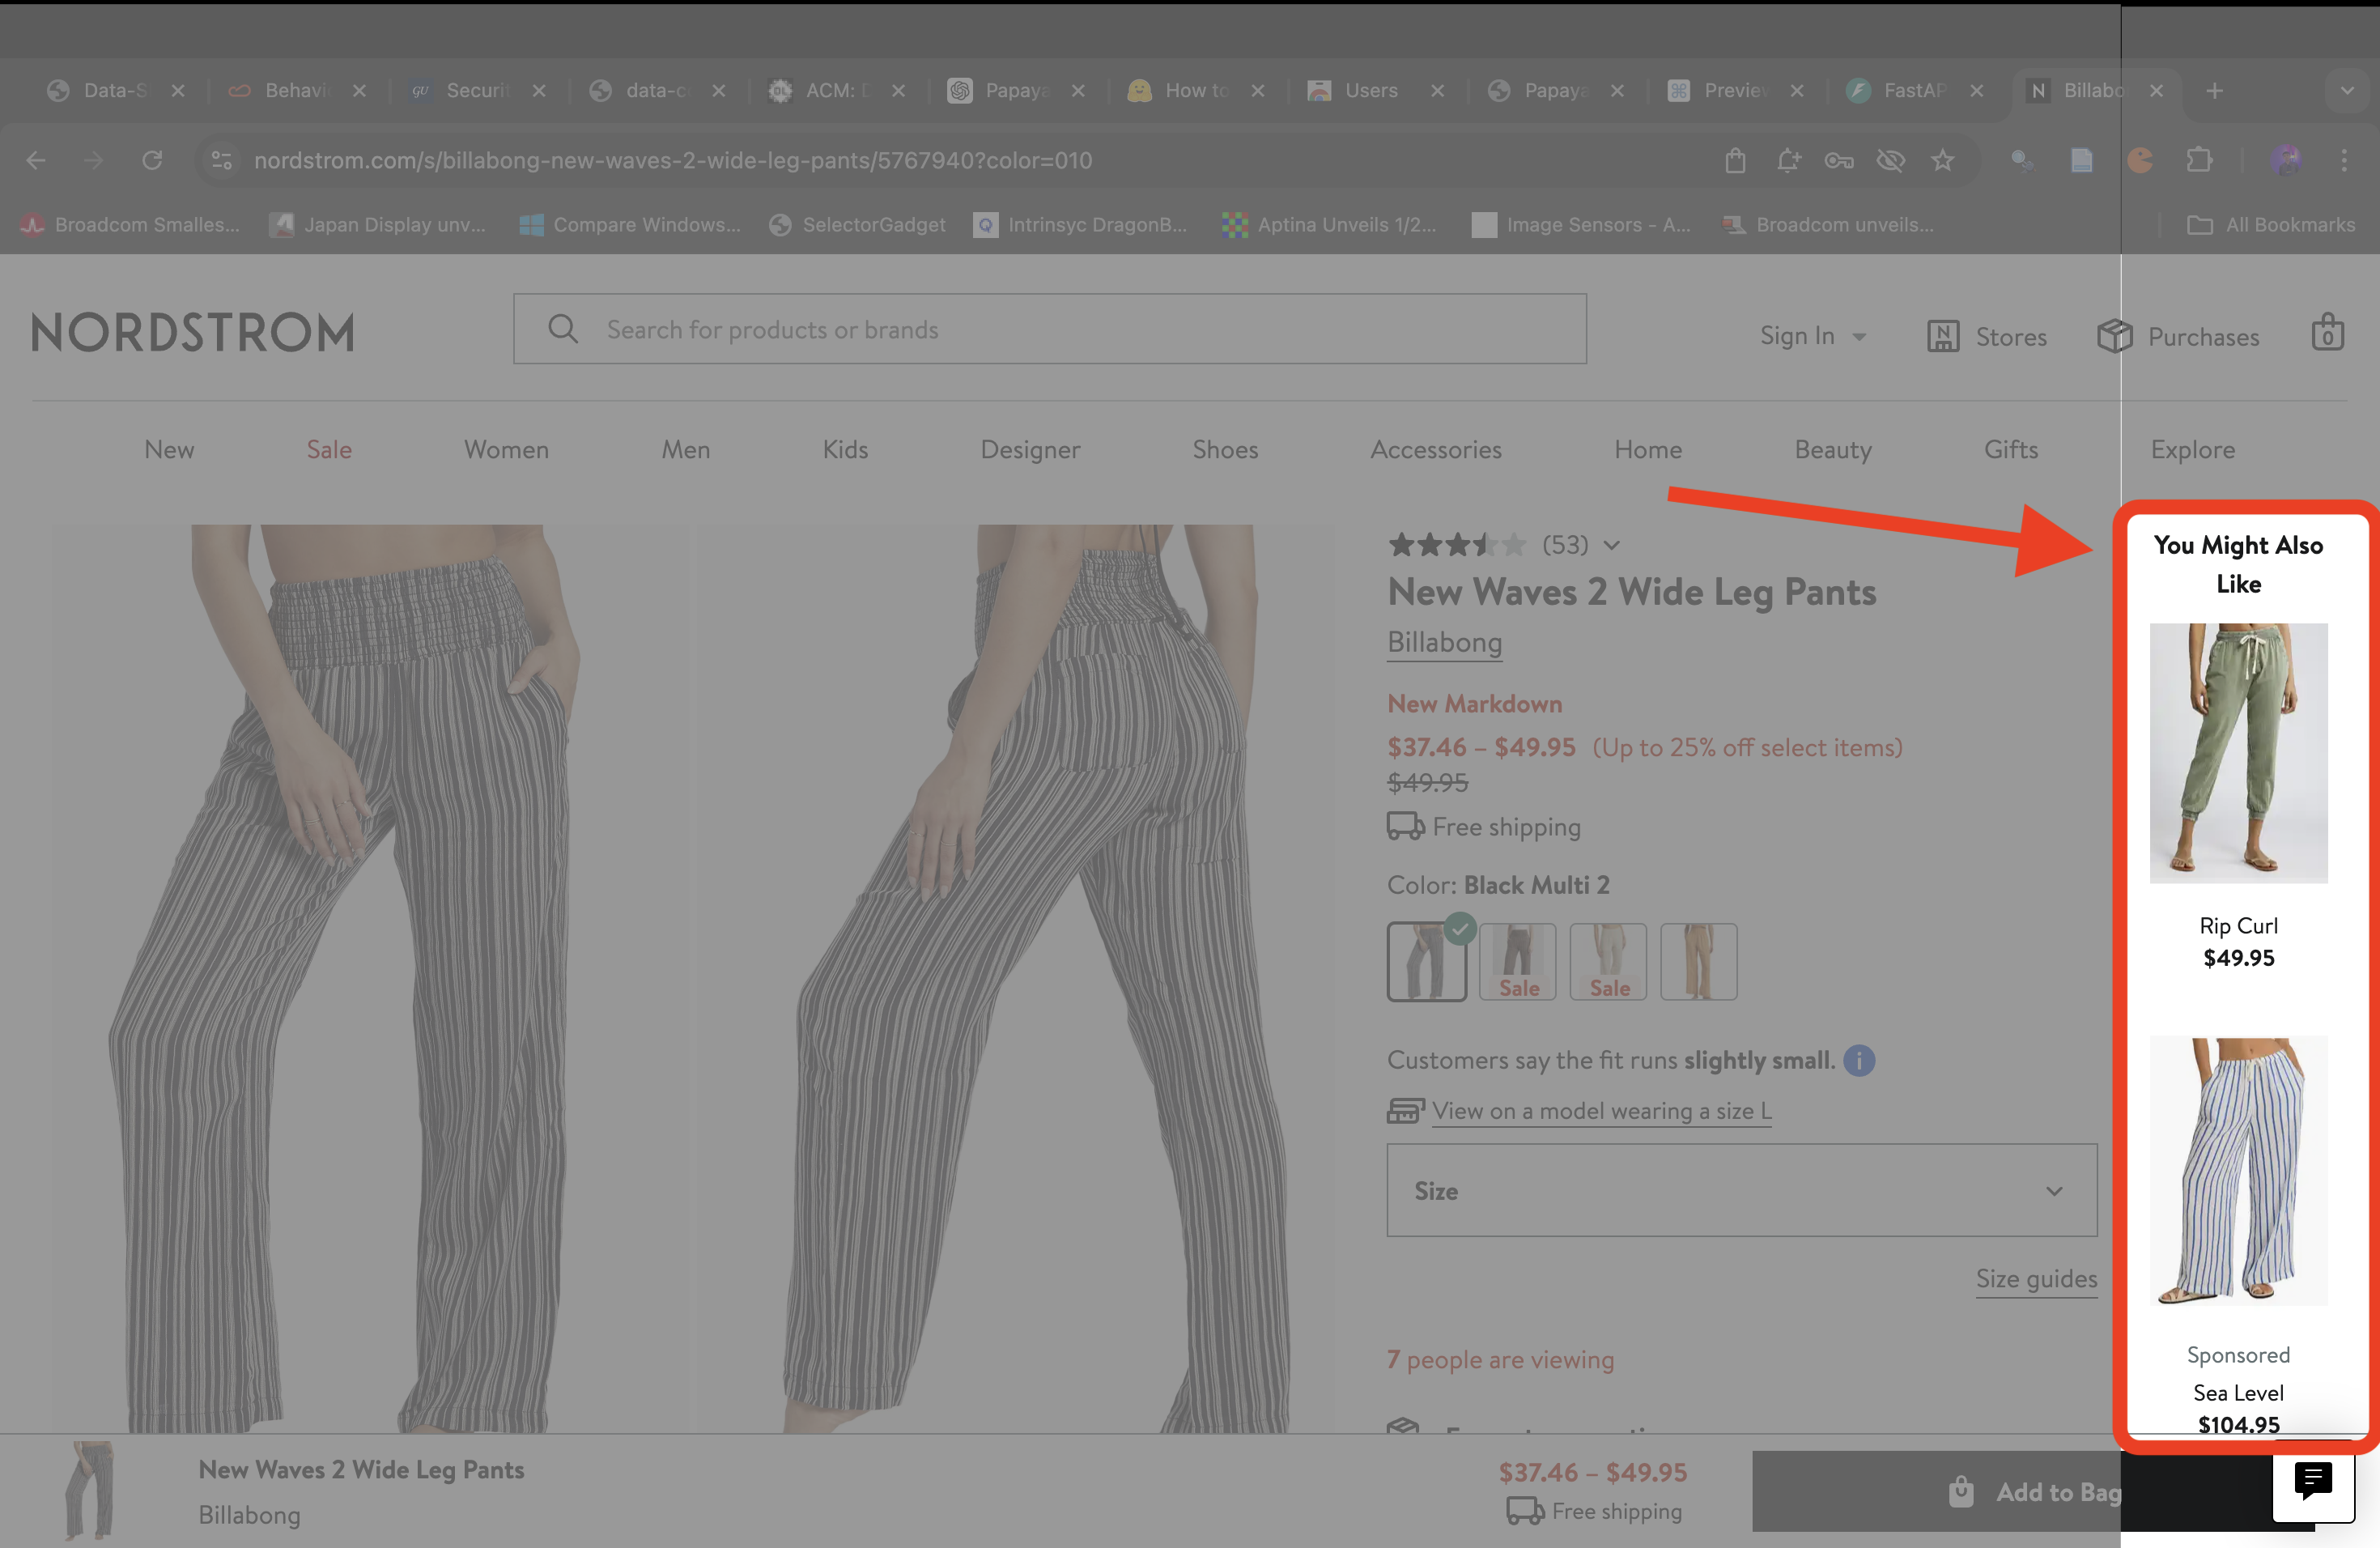 Data-S
Behavi
Securit
data-c
ACM: D
Papaya
How to
Users
Papaya
Preview
FastAP
Billabo
nordstrom.com/s/billabong-new-waves-2-wide-leg-pants/5767940?color=010
Broadcom Smalles...
Japan Display unv...
Compare Windows...
SelectorGadget
Intrinsyc DragonB...
Aptina Unveils 1/2...
Image Sensors - A...
Broadcom unveils...
All Bookmarks
NORDSTROM
Search for products or brands
Sign In
Stores
Purchases
0
New
Sale
Women
Men
Kids
Designer
Shoes
Accessories
Home
Beauty
Gifts
Explore
(53)
New Waves 2 Wide Leg Pants
Billabong
New Markdown
$37.46 – $49.95 (Up to 25% off select items)
$49.95
Free shipping
Color: Black Multi 2
Sale
Sale
Customers say the fit runs slightly small.
View on a model wearing a size L
Size
Size guides
7 people are viewing
You Might Also
Like
Rip Curl
$49.95
Sponsored
Sea Level
$104.95
New Waves 2 Wide Leg Pants
Billabong
$37.46 – $49.95
Free shipping
Add to Bag